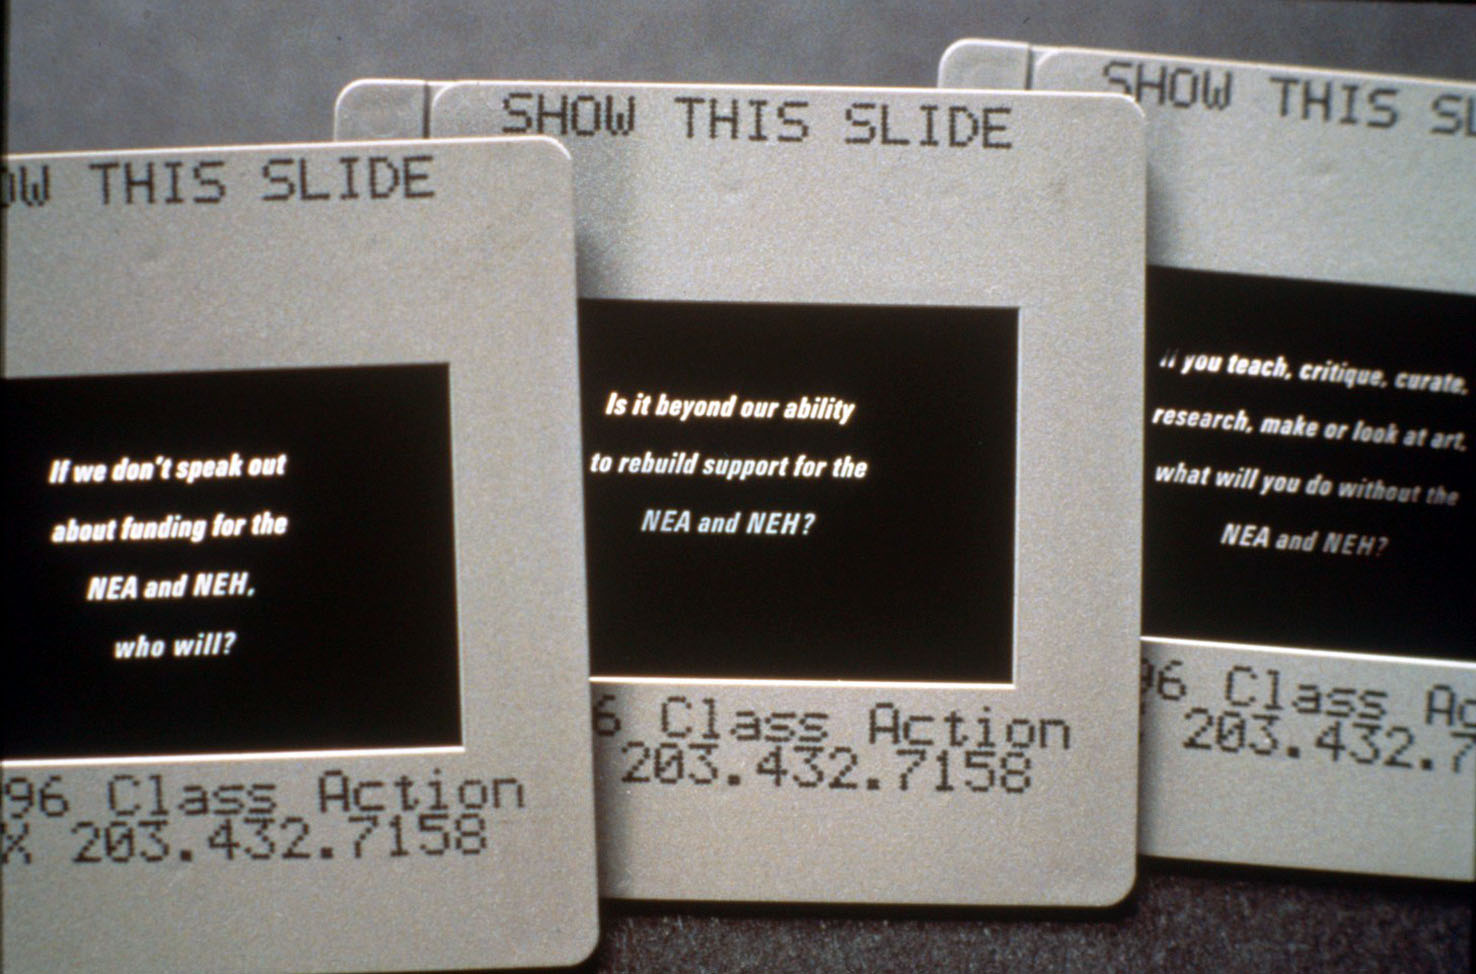 OW THIS SLIDE
If we don't speak out
about funding for the
NEA and NEH,
who will?
96 Class Action
X 203.432.7158
SHOW THIS SLIDE
Is it beyond our ability
to rebuild support for the
NEA and NEH?
6 Class Action
203.432.7158
SHOW THIS SL
If you teach, critique, curate,
research, make or look at art,
what will you do without the
NEA and NEH?
96 Class Ac
203.432.7